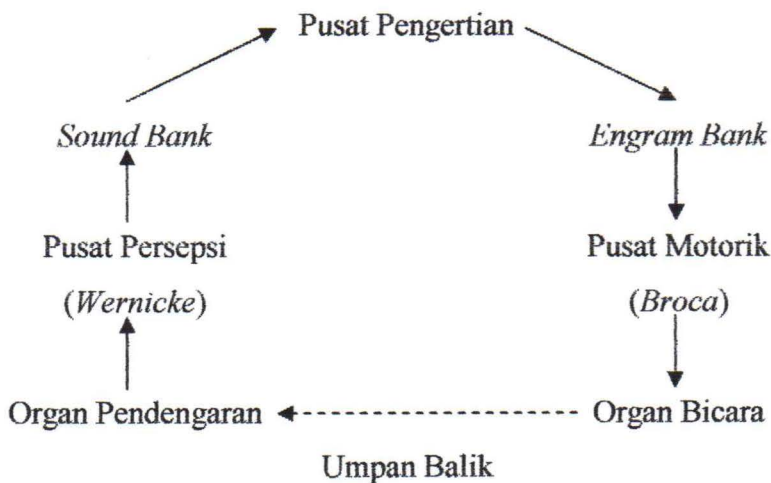 Pusat Pengertian
Sound Bank
Engram Bank
Pusat Persepsi
(Wernicke)
Pusat Motorik
(Broca)
Organ Pendengaran
Organ Bicara
Umpan Balik